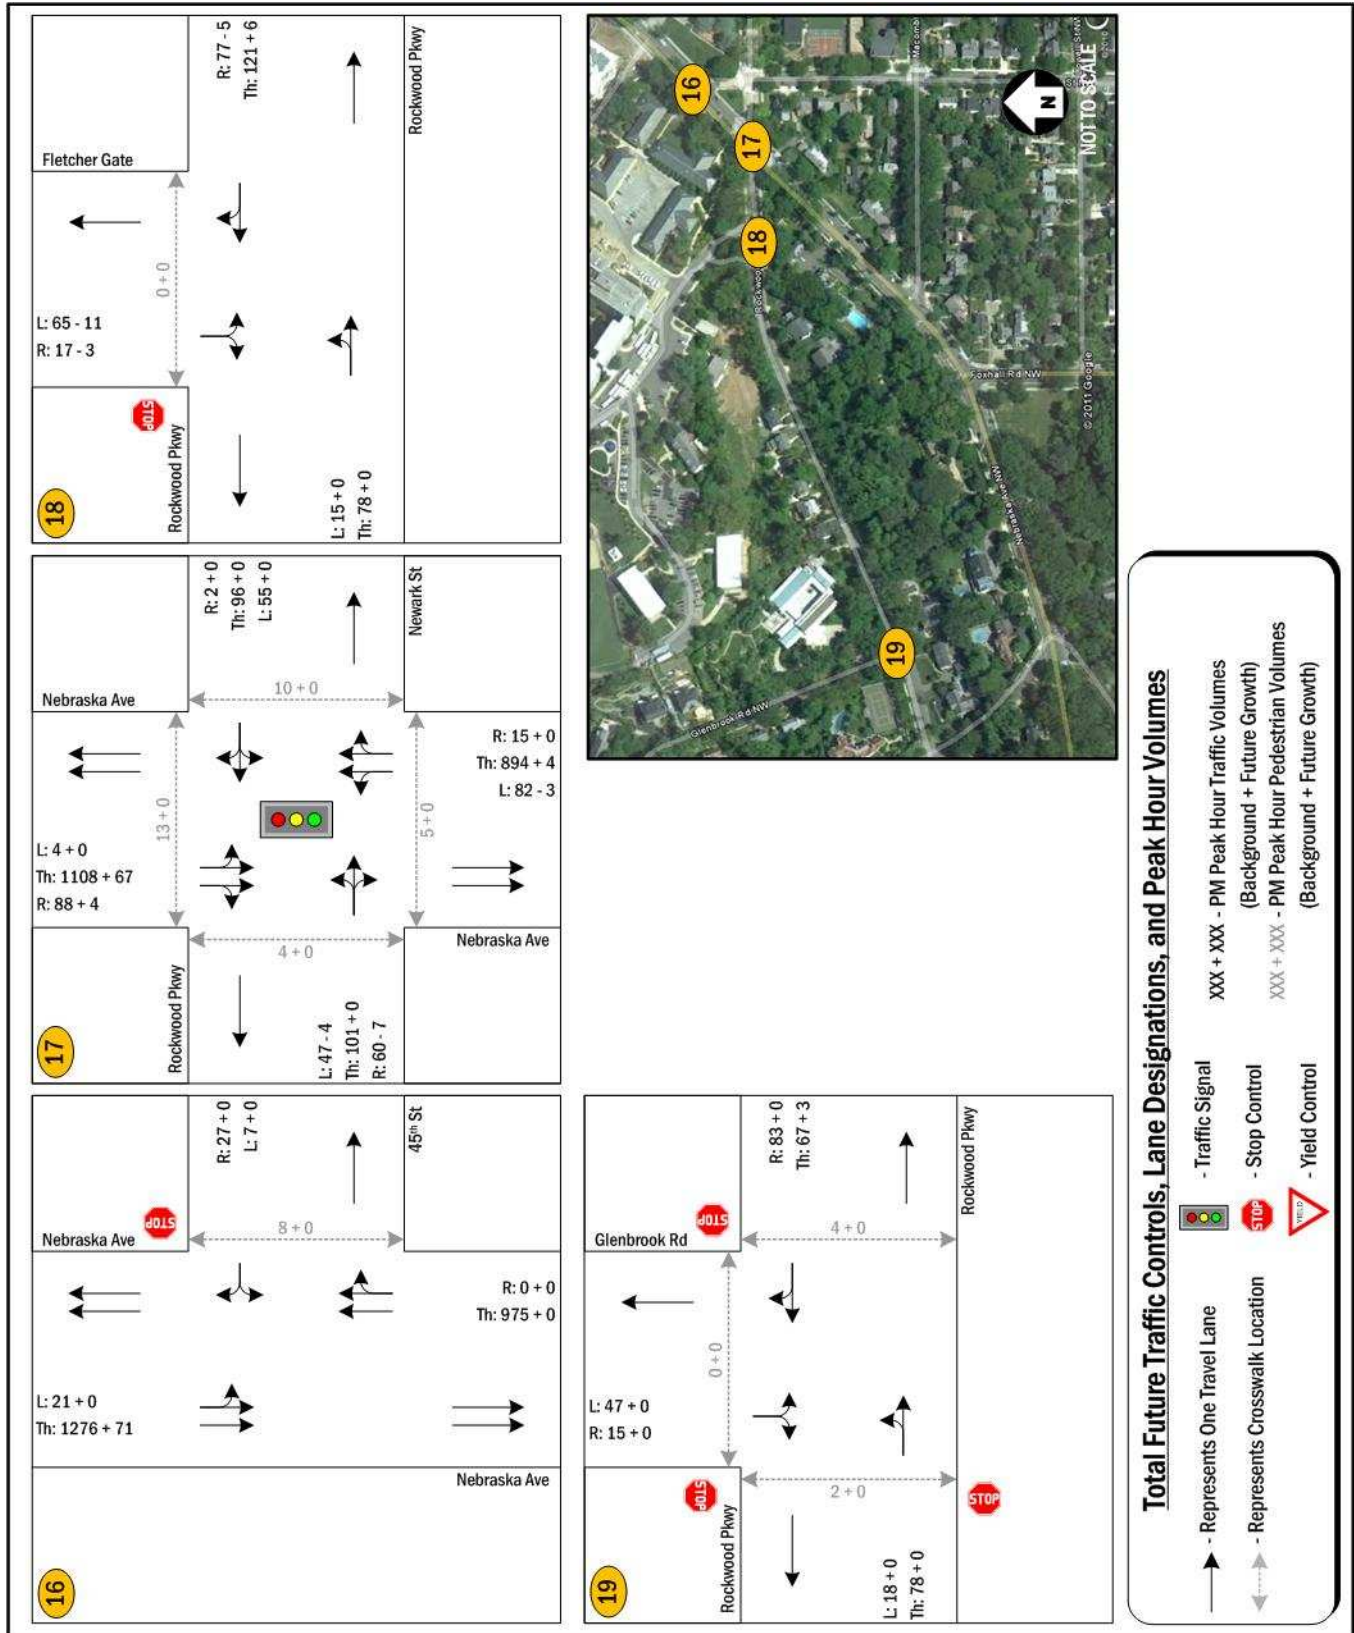 18
Fletcher Gate
R: 77 - 5
Th: 121 + 6
L: 65 - 11
R: 17 - 3
0 + 0
STOP
Rockwood Pkwy
L: 15 + 0
Th: 78 + 0
Rockwood Pkwy
17
Nebraska Ave
R: 2 + 0
Th: 96 + 0
L: 55 + 0
10 + 0
Newark St
L: 4 + 0
Th: 1108 + 67
R: 88 + 4
13 + 0
R: 15 + 0
Th: 894 + 4
L: 82 - 3
5 + 0
4 + 0
Rockwood Pkwy
Nebraska Ave
L: 47 - 4
Th: 101 + 0
R: 60 - 7
16
Nebraska Ave
STOP
R: 27 + 0
L: 7 + 0
8 + 0
45th St
R: 0 + 0
Th: 975 + 0
L: 21 + 0
Th: 1276 + 71
Nebraska Ave
19
Glenbrook Rd
STOP
R: 83 + 0
Th: 67 + 3
4 + 0
Rockwood Pkwy
0 + 0
L: 47 + 0
R: 15 + 0
STOP
Rockwood Pkwy
2 + 0
STOP
L: 18 + 0
Th: 78 + 0
16
17
18
19
Rockwood
Macomb
Foxhall Rd NW
Nebraska Ave NW
Glenbrook Rd NW
© 2011 Google
N
NOT TO SCALE
Total Future Traffic Controls, Lane Designations, and Peak Hour Volumes
- Represents One Travel Lane
- Represents Crosswalk Location
- Traffic Signal
STOP - Stop Control
YIELD - Yield Control
XXX + XXX - PM Peak Hour Traffic Volumes
(Background + Future Growth)
XXX + XXX - PM Peak Hour Pedestrian Volumes
(Background + Future Growth)